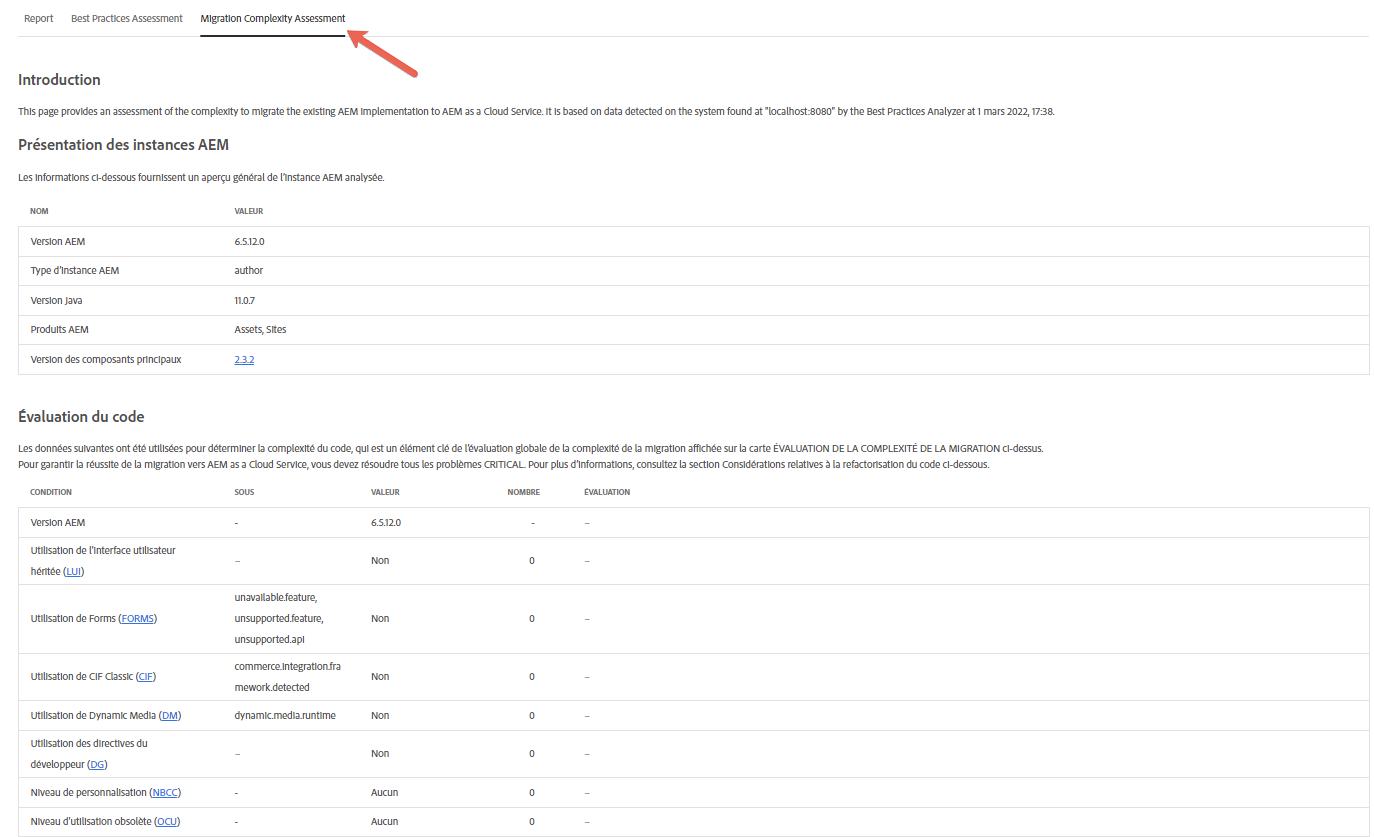 Report Best Practices Assessment Migration Complexity Assessment
Introduction
This page provides an assessment of the complexity to migrate the existing AEM implementation to AEM as a Cloud Service. It is based on data detected on the system found at "localhost:8080" by the Best Practices Analyzer at 1 mars 2022, 17:38.
Présentation des instances AEM
Les informations ci-dessous fournissent un aperçu général de l'instance AEM analysée.
NOM VALEUR
Version AEM 6.5.12.0
Type d'instance AEM author
Version Java 11.0.7
Produits AEM Assets, Sites
Version des composants principaux 2.3.2
Évaluation du code
Les données suivantes ont été utilisées pour déterminer la complexité du code, qui est un élément clé de l'évaluation globale de la complexité de la migration affichée sur la carte ÉVALUATION DE LA COMPLEXITÉ DE LA MIGRATION ci-dessus.
Pour garantir la réussite de la migration vers AEM as a Cloud Service, vous devez résoudre tous les problèmes CRITICAL. Pour plus d'informations, consultez la section Considérations relatives à la refactorisation du code ci-dessous.
CONDITION SOUS VALEUR NOMBRE ÉVALUATION
Version AEM - 6.5.12.0 - –
Utilisation de l'interface utilisateur
héritée (LUI) – Non 0 –
unavailable.feature,
Utilisation de Forms (FORMS) unsupported.feature, Non 0 –
unsupported.api
commerce.integration.fra
Utilisation de CIF Classic (CIF) Non 0 –
mework.detected
Utilisation de Dynamic Media (DM) dynamic.media.runtime Non 0 –
Utilisation des directives du
développeur (DG) – Non 0 –
Niveau de personnalisation (NBCC) - Aucun 0 –
Niveau d'utilisation obsolète (OCU) - Aucun 0 –